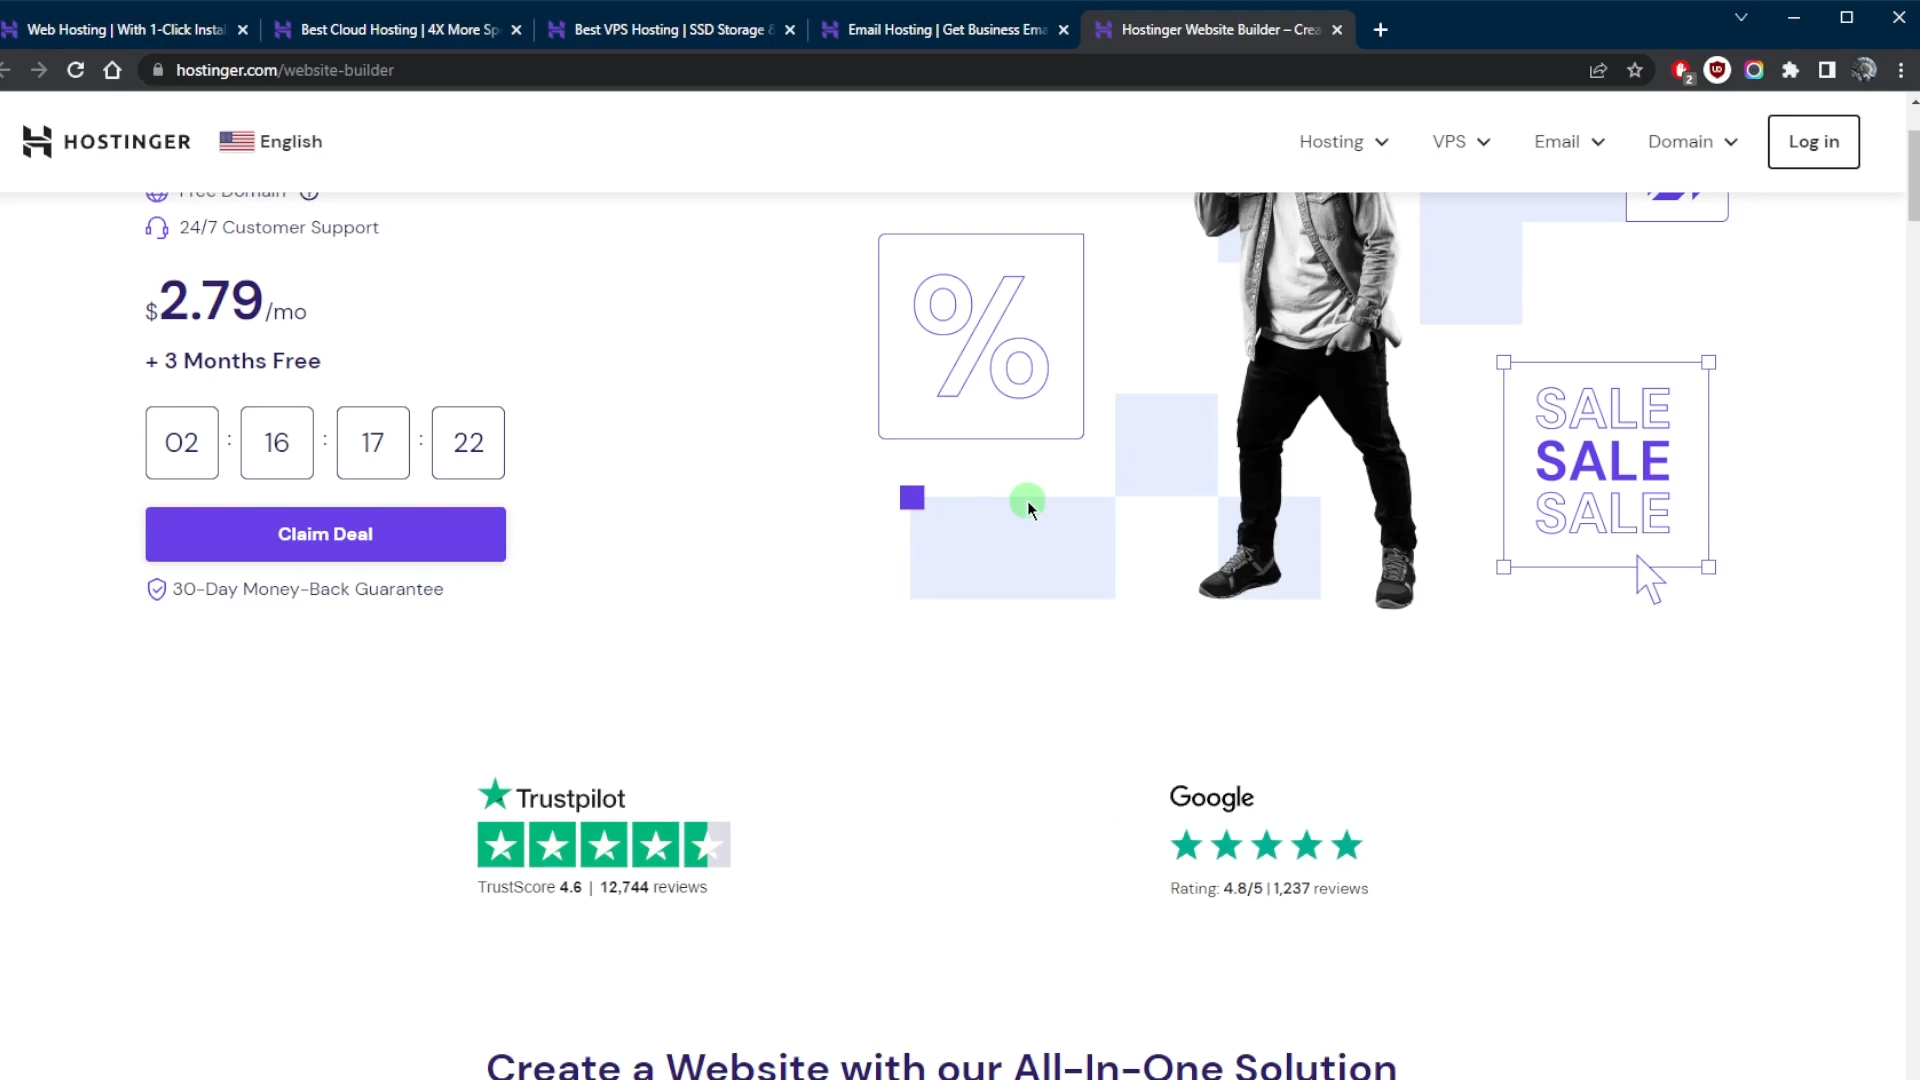 Web Hosting | With 1-Click Instal
Best Cloud Hosting | 4X More Sp
Best VPS Hosting | SSD Storage &
Email Hosting | Get Business Ema
Hostinger Website Builder – Crea
hostinger.com/website-builder
2
HOSTINGER
English
Hosting
VPS
Email
Domain
Log in
Free Domain
24/7 Customer Support
$2.79/mo
+ 3 Months Free
02 : 16 : 17 : 22
Claim Deal
30-Day Money-Back Guarantee
%
SALE
SALE
SALE
Trustpilot
TrustScore 4.6 | 12,744 reviews
Google
Rating: 4.8/5 | 1,237 reviews
Create a Website with our All-In-One Solution